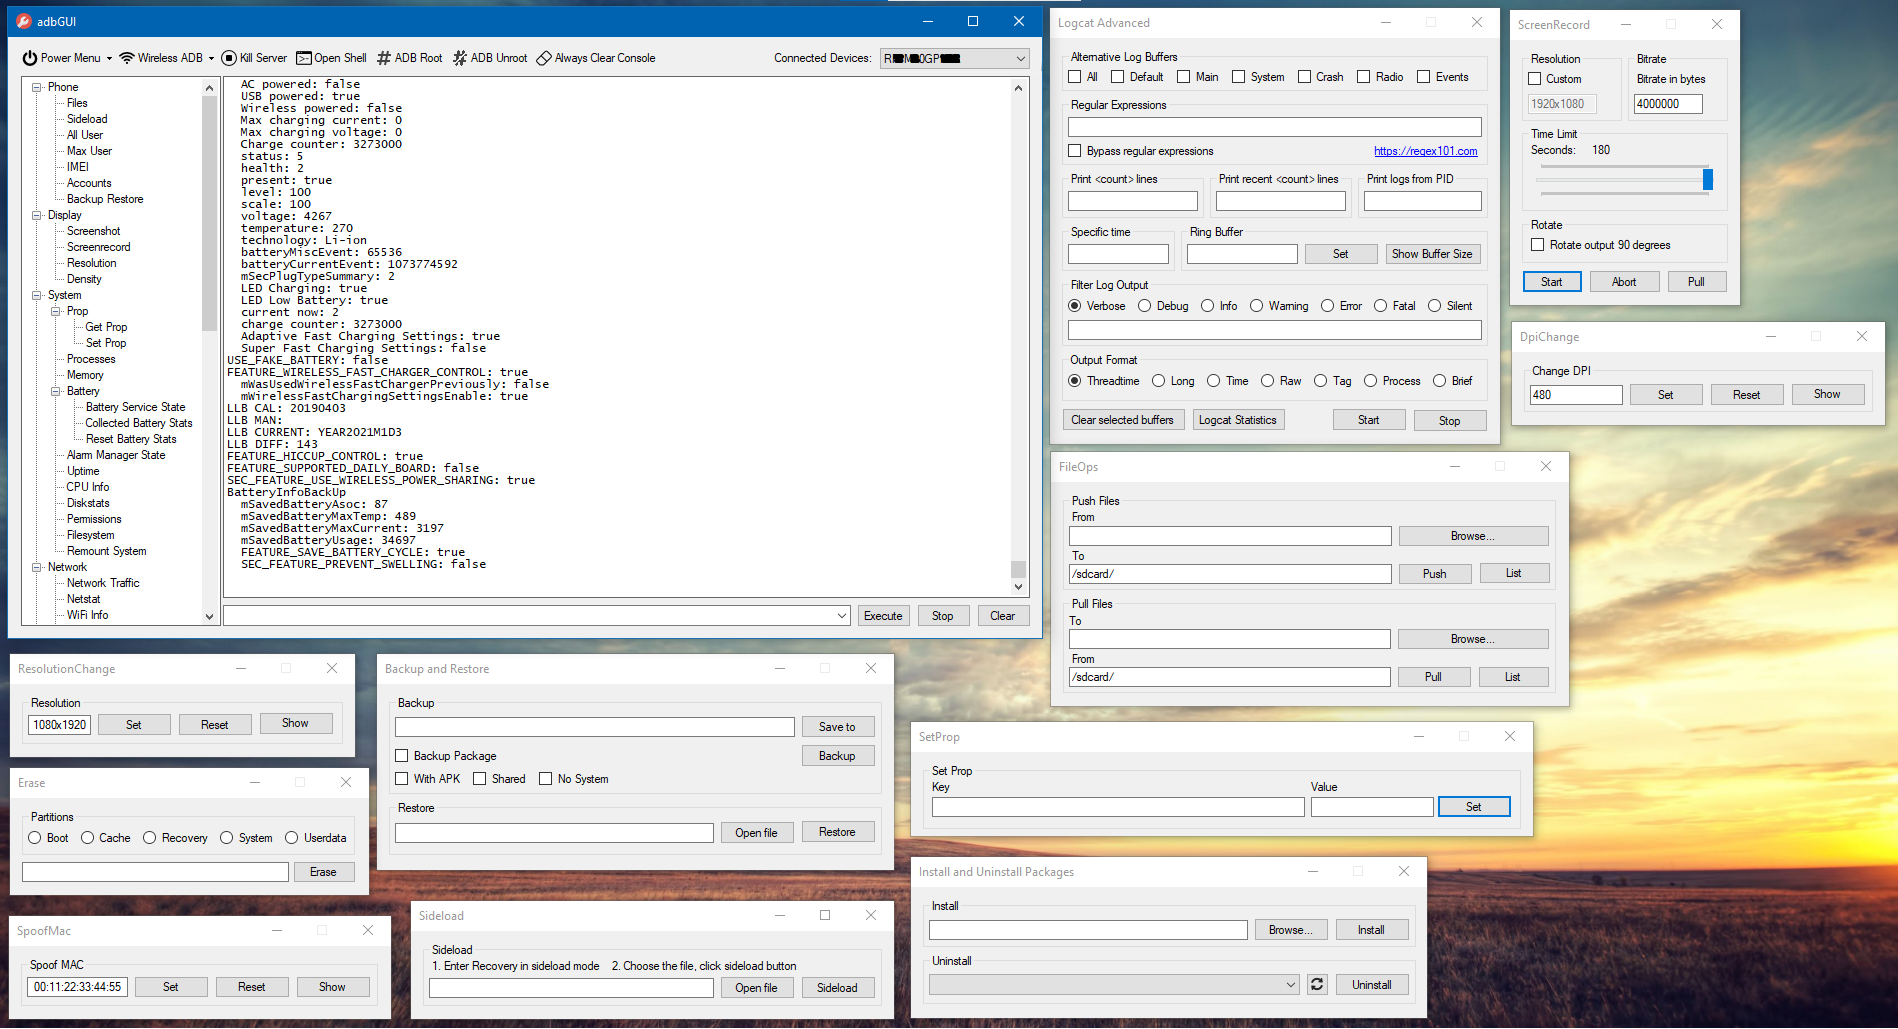 adbGUI
Power Menu
Wireless ADB
Kill Server
Open Shell
ADB Root
ADB Unroot
Always Clear Console
Connected Devices:
Phone
Files
Sideload
All User
Max User
IMEI
Accounts
Backup Restore
Display
Screenshot
Screenrecord
Resolution
Density
System
Prop
Get Prop
Set Prop
Processes
Memory
Battery
Battery Service State
Collected Battery Stats
Reset Battery Stats
Alarm Manager State
Uptime
CPU Info
Diskstats
Permissions
Filesystem
Remount System
Network
Network Traffic
Netstat
WiFi Info
AC powered: false
USB powered: true
Wireless powered: false
Max charging current: 0
Max charging voltage: 0
Charge counter: 3273000
status: 5
health: 2
present: true
level: 100
scale: 100
voltage: 4267
temperature: 270
technology: Li-ion
batteryMiscEvent: 65536
batteryCurrentEvent: 1073774592
mSecPlugTypeSummary: 2
LED Charging: true
LED Low Battery: true
current now: 2
charge counter: 3273000
Adaptive Fast Charging Settings: true
Super Fast Charging Settings: false
USE_FAKE_BATTERY: false
FEATURE_WIRELESS_FAST_CHARGER_CONTROL: true
mWasUsedWirelessFastChargerPreviously: false
mWirelessFastChargingSettingsEnable: true
LLB CAL: 20190403
LLB MAN:
LLB CURRENT: YEAR2021M1D3
LLB DIFF: 143
FEATURE_HICCUP_CONTROL: true
FEATURE_SUPPORTED_DAILY_BOARD: false
SEC_FEATURE_USE_WIRELESS_POWER_SHARING: true
BatteryInfoBackUp
mSavedBatteryAsoc: 87
mSavedBatteryMaxTemp: 489
mSavedBatteryMaxCurrent: 3197
mSavedBatteryUsage: 34697
FEATURE_SAVE_BATTERY_CYCLE: true
SEC_FEATURE_PREVENT_SWELLING: false
Execute
Stop
Clear
Logcat Advanced
Alternative Log Buffers
All
Default
Main
System
Crash
Radio
Events
Regular Expressions
Bypass regular expressions
https://regex101.com
Print <count> lines
Print recent <count> lines
Print logs from PID
Specific time
Ring Buffer
Set
Show Buffer Size
Filter Log Output
Verbose
Debug
Info
Warning
Error
Fatal
Silent
Output Format
Threadtime
Long
Time
Raw
Tag
Process
Brief
Clear selected buffers
Logcat Statistics
Start
Stop
ScreenRecord
Resolution
Custom
1920x1080
Bitrate
Bitrate in bytes
4000000
Time Limit
Seconds: 180
Rotate
Rotate output 90 degrees
Start
Abort
Pull
DpiChange
Change DPI
480
Set
Reset
Show
FileOps
Push Files
From
Browse...
To
/sdcard/
Push
List
Pull Files
To
Browse...
From
/sdcard/
Pull
List
ResolutionChange
Resolution
1080x1920
Set
Reset
Show
Backup and Restore
Backup
Save to
Backup Package
Backup
With APK
Shared
No System
Restore
Open file
Restore
SetProp
Set Prop
Key
Value
Set
Erase
Partitions
Boot
Cache
Recovery
System
Userdata
Erase
Install and Uninstall Packages
Install
Browse...
Install
Uninstall
Uninstall
SpoofMac
Spoof MAC
00:11:22:33:44:55
Set
Reset
Show
Sideload
Sideload
1. Enter Recovery in sideload mode 2. Choose the file, click sideload button
Open file
Sideload